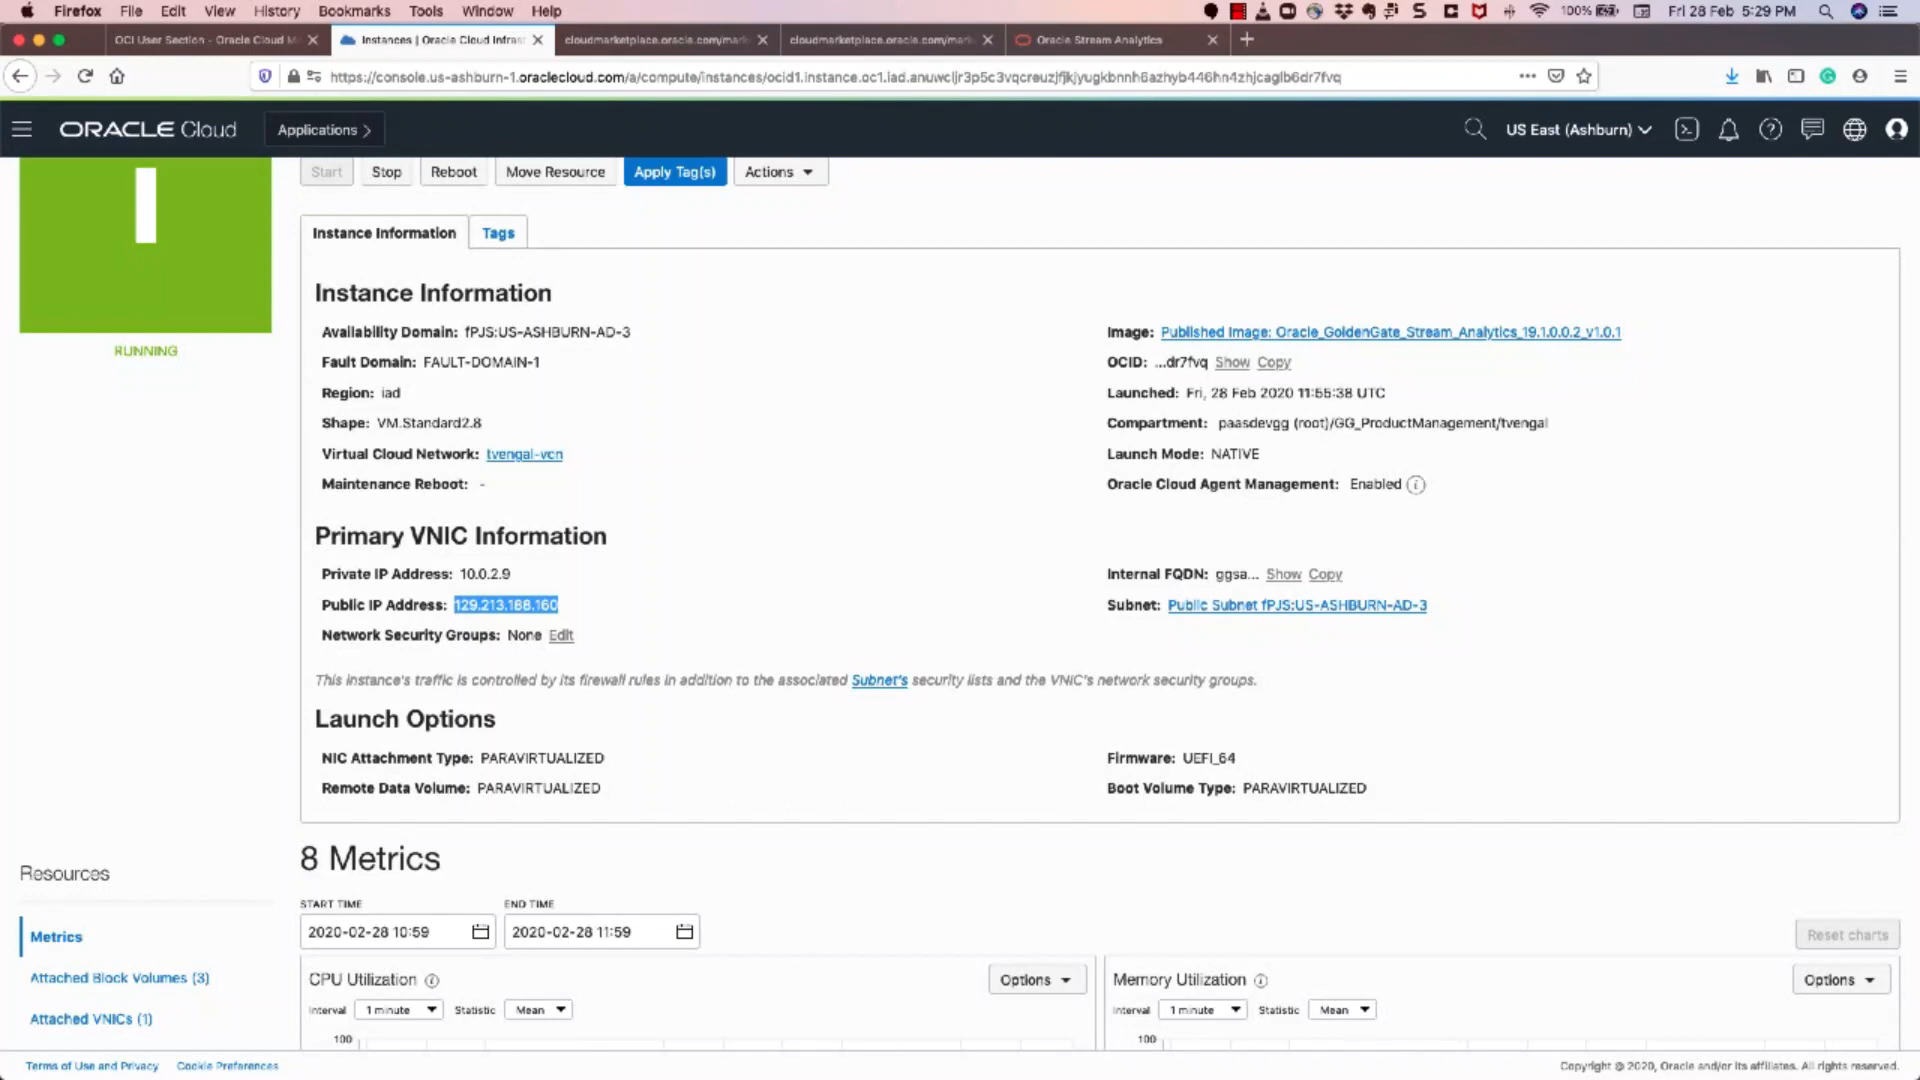 Firefox File Edit View History Bookmarks Tools Window Help 100% Fri 28 Feb 5:29 PM
OCI User Section - Oracle Cloud M
Instances | Oracle Cloud Infrast
cloudmarketplace.oracle.com/mark
cloudmarketplace.oracle.com/mark
Oracle Stream Analytics
https://console.us-ashburn-1.oraclecloud.com/a/compute/instances/ocid1.instance.oc1.iad.anuwcljr3p5c3vqcreuzjfjkjyugkbnnh6azhyb446hn4zhjcaglb6dr7fvq
ORACLE Cloud Applications US East (Ashburn)
Start Stop Reboot Move Resource Apply Tag(s) Actions
I
RUNNING
Instance Information Tags
Instance Information
Availability Domain: fPJS:US-ASHBURN-AD-3
Fault Domain: FAULT-DOMAIN-1
Region: iad
Shape: VM.Standard2.8
Virtual Cloud Network: tvengal-vcn
Maintenance Reboot: -
Image: Published Image: Oracle_GoldenGate_Stream_Analytics_19.1.0.0.2_v1.0.1
OCID: ...dr7fvq Show Copy
Launched: Fri, 28 Feb 2020 11:55:38 UTC
Compartment: paasdevgg (root)/GG_ProductManagement/tvengal
Launch Mode: NATIVE
Oracle Cloud Agent Management: Enabled
Primary VNIC Information
Private IP Address: 10.0.2.9
Public IP Address: 129.213.188.160
Network Security Groups: None Edit
Internal FQDN: ggsa... Show Copy
Subnet: Public Subnet fPJS:US-ASHBURN-AD-3
This instance's traffic is controlled by its firewall rules in addition to the associated Subnet's security lists and the VNIC's network security groups.
Launch Options
NIC Attachment Type: PARAVIRTUALIZED
Remote Data Volume: PARAVIRTUALIZED
Firmware: UEFI_64
Boot Volume Type: PARAVIRTUALIZED
Resources
Metrics
Attached Block Volumes (3)
Attached VNICs (1)
8 Metrics
START TIME END TIME
2020-02-28 10:59 2020-02-28 11:59
Reset charts
CPU Utilization Options
Interval 1 minute Statistic Mean
100
Memory Utilization Options
Interval 1 minute Statistic Mean
100
Terms of Use and Privacy Cookie Preferences
Copyright @ 2020, Oracle and/or its affiliates. All rights reserved.